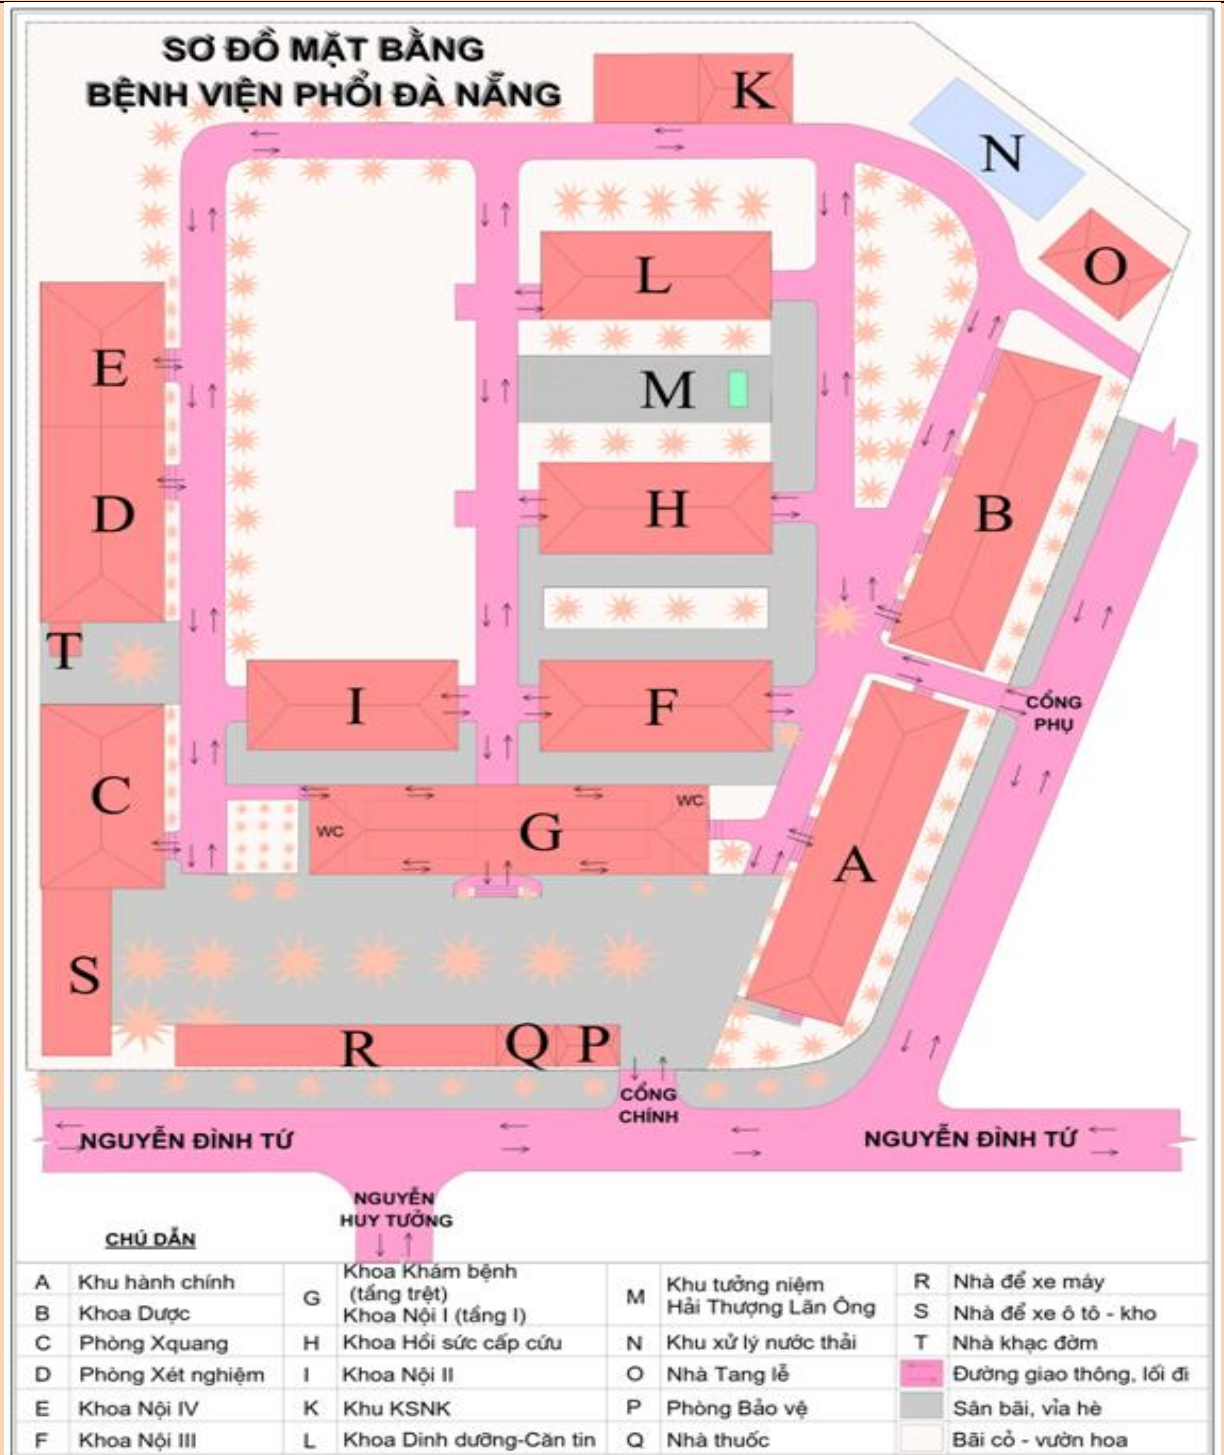 SƠ ĐỒ MẶT BẰNG
BỆNH VIỆN PHỔI ĐÀ NẴNG
K
N
O
L
E
M
D
H
B
T
I
F
CỔNG
PHỤ
C
WC
G
WC
A
S
R
Q
P
CỔNG
CHÍNH
NGUYỄN ĐÌNH TỨ
NGUYỄN ĐÌNH TỨ
NGUYỄN
HUY TƯỞNG
CHÚ DẪN
A Khu hành chính
B Khoa Dược
C Phòng Xquang
D Phòng Xét nghiệm
E Khoa Nội IV
F Khoa Nội III
G Khoa Khám bệnh
(tầng trệt)
Khoa Nội I (tầng I)
H Khoa Hồi sức cấp cứu
I Khoa Nội II
K Khu KSNK
L Khoa Dinh dưỡng-Căn tin
M Khu tưởng niệm
Hải Thượng Lãn Ông
N Khu xử lý nước thải
O Nhà Tang lễ
P Phòng Bảo vệ
Q Nhà thuốc
R Nhà để xe máy
S Nhà để xe ô tô - kho
T Nhà khạc đờm
Đường giao thông, lối đi
Sân bãi, vỉa hè
Bãi cỏ - vườn hoa